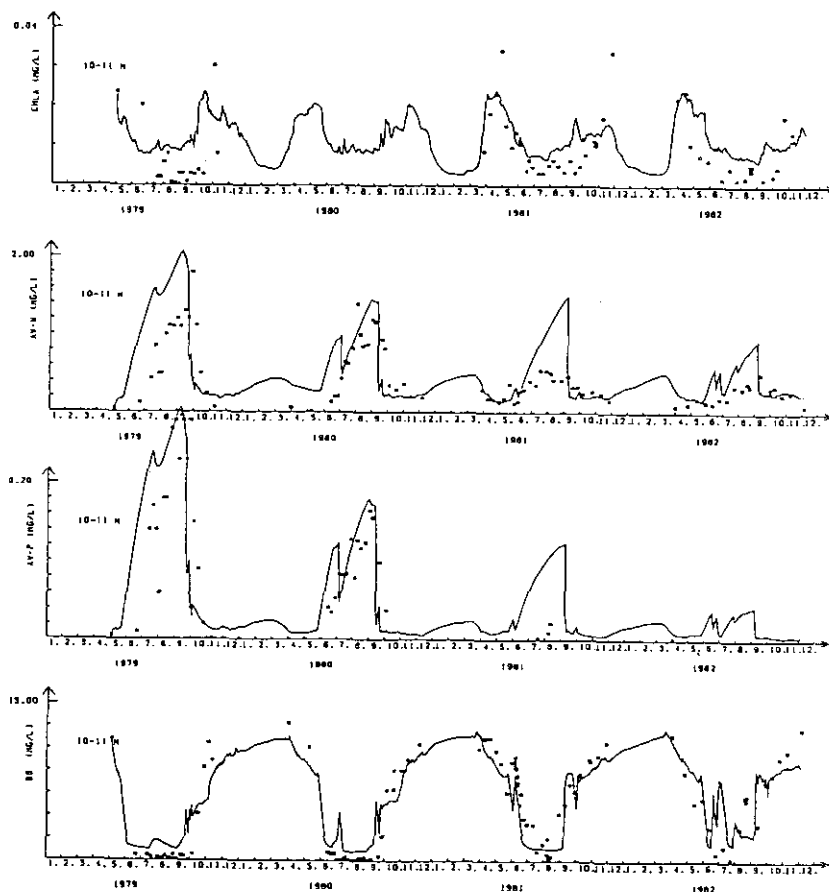 0.04
CHLA (MG/L)
10-11 M
1. 2. 3. 4. 5. 6. 7. 8. 9. 10.11.12. 1. 2. 3. 4. 5. 6. 7. 8. 9. 10.11.12. 1. 2. 3. 4. 5. 6. 7. 8. 9. 10.11.12. 1. 2. 3. 4. 5. 6. 7. 8. 9. 10.11.12.
1979 1980 1981 1982
2.00
AV-N (MG/L)
10-11 M
1. 2. 3. 4. 5. 6. 7. 8. 9. 10.11.12. 1. 2. 3. 4. 5. 6. 7. 8. 9. 10.11.12. 1. 2. 3. 4. 5. 6. 7. 8. 9. 10.11.12. 1. 2. 3. 4. 5. 6. 7. 8. 9. 10.11.12.
1979 1980 1981 1982
0.20
AV-P (MG/L)
10-11 M
1. 2. 3. 4. 5. 6. 7. 8. 9. 10.11.12. 1. 2. 3. 4. 5. 6. 7. 8. 9. 10.11.12. 1. 2. 3. 4. 5. 6. 7. 8. 9. 10.11.12. 1. 2. 3. 4. 5. 6. 7. 8. 9. 10.11.12.
1979 1980 1981 1982
(MG/L)
10-11 M
1. 2. 3. 4. 5. 6. 7. 8. 9. 10.11.12. 1. 2. 3. 4. 5. 6. 7. 8. 9. 10.11.12. 1. 2. 3. 4. 5. 6. 7. 8. 9. 10.11.12. 1. 2. 3. 4. 5. 6. 7. 8. 9. 10.11.12.
1979 1980 1981 1982